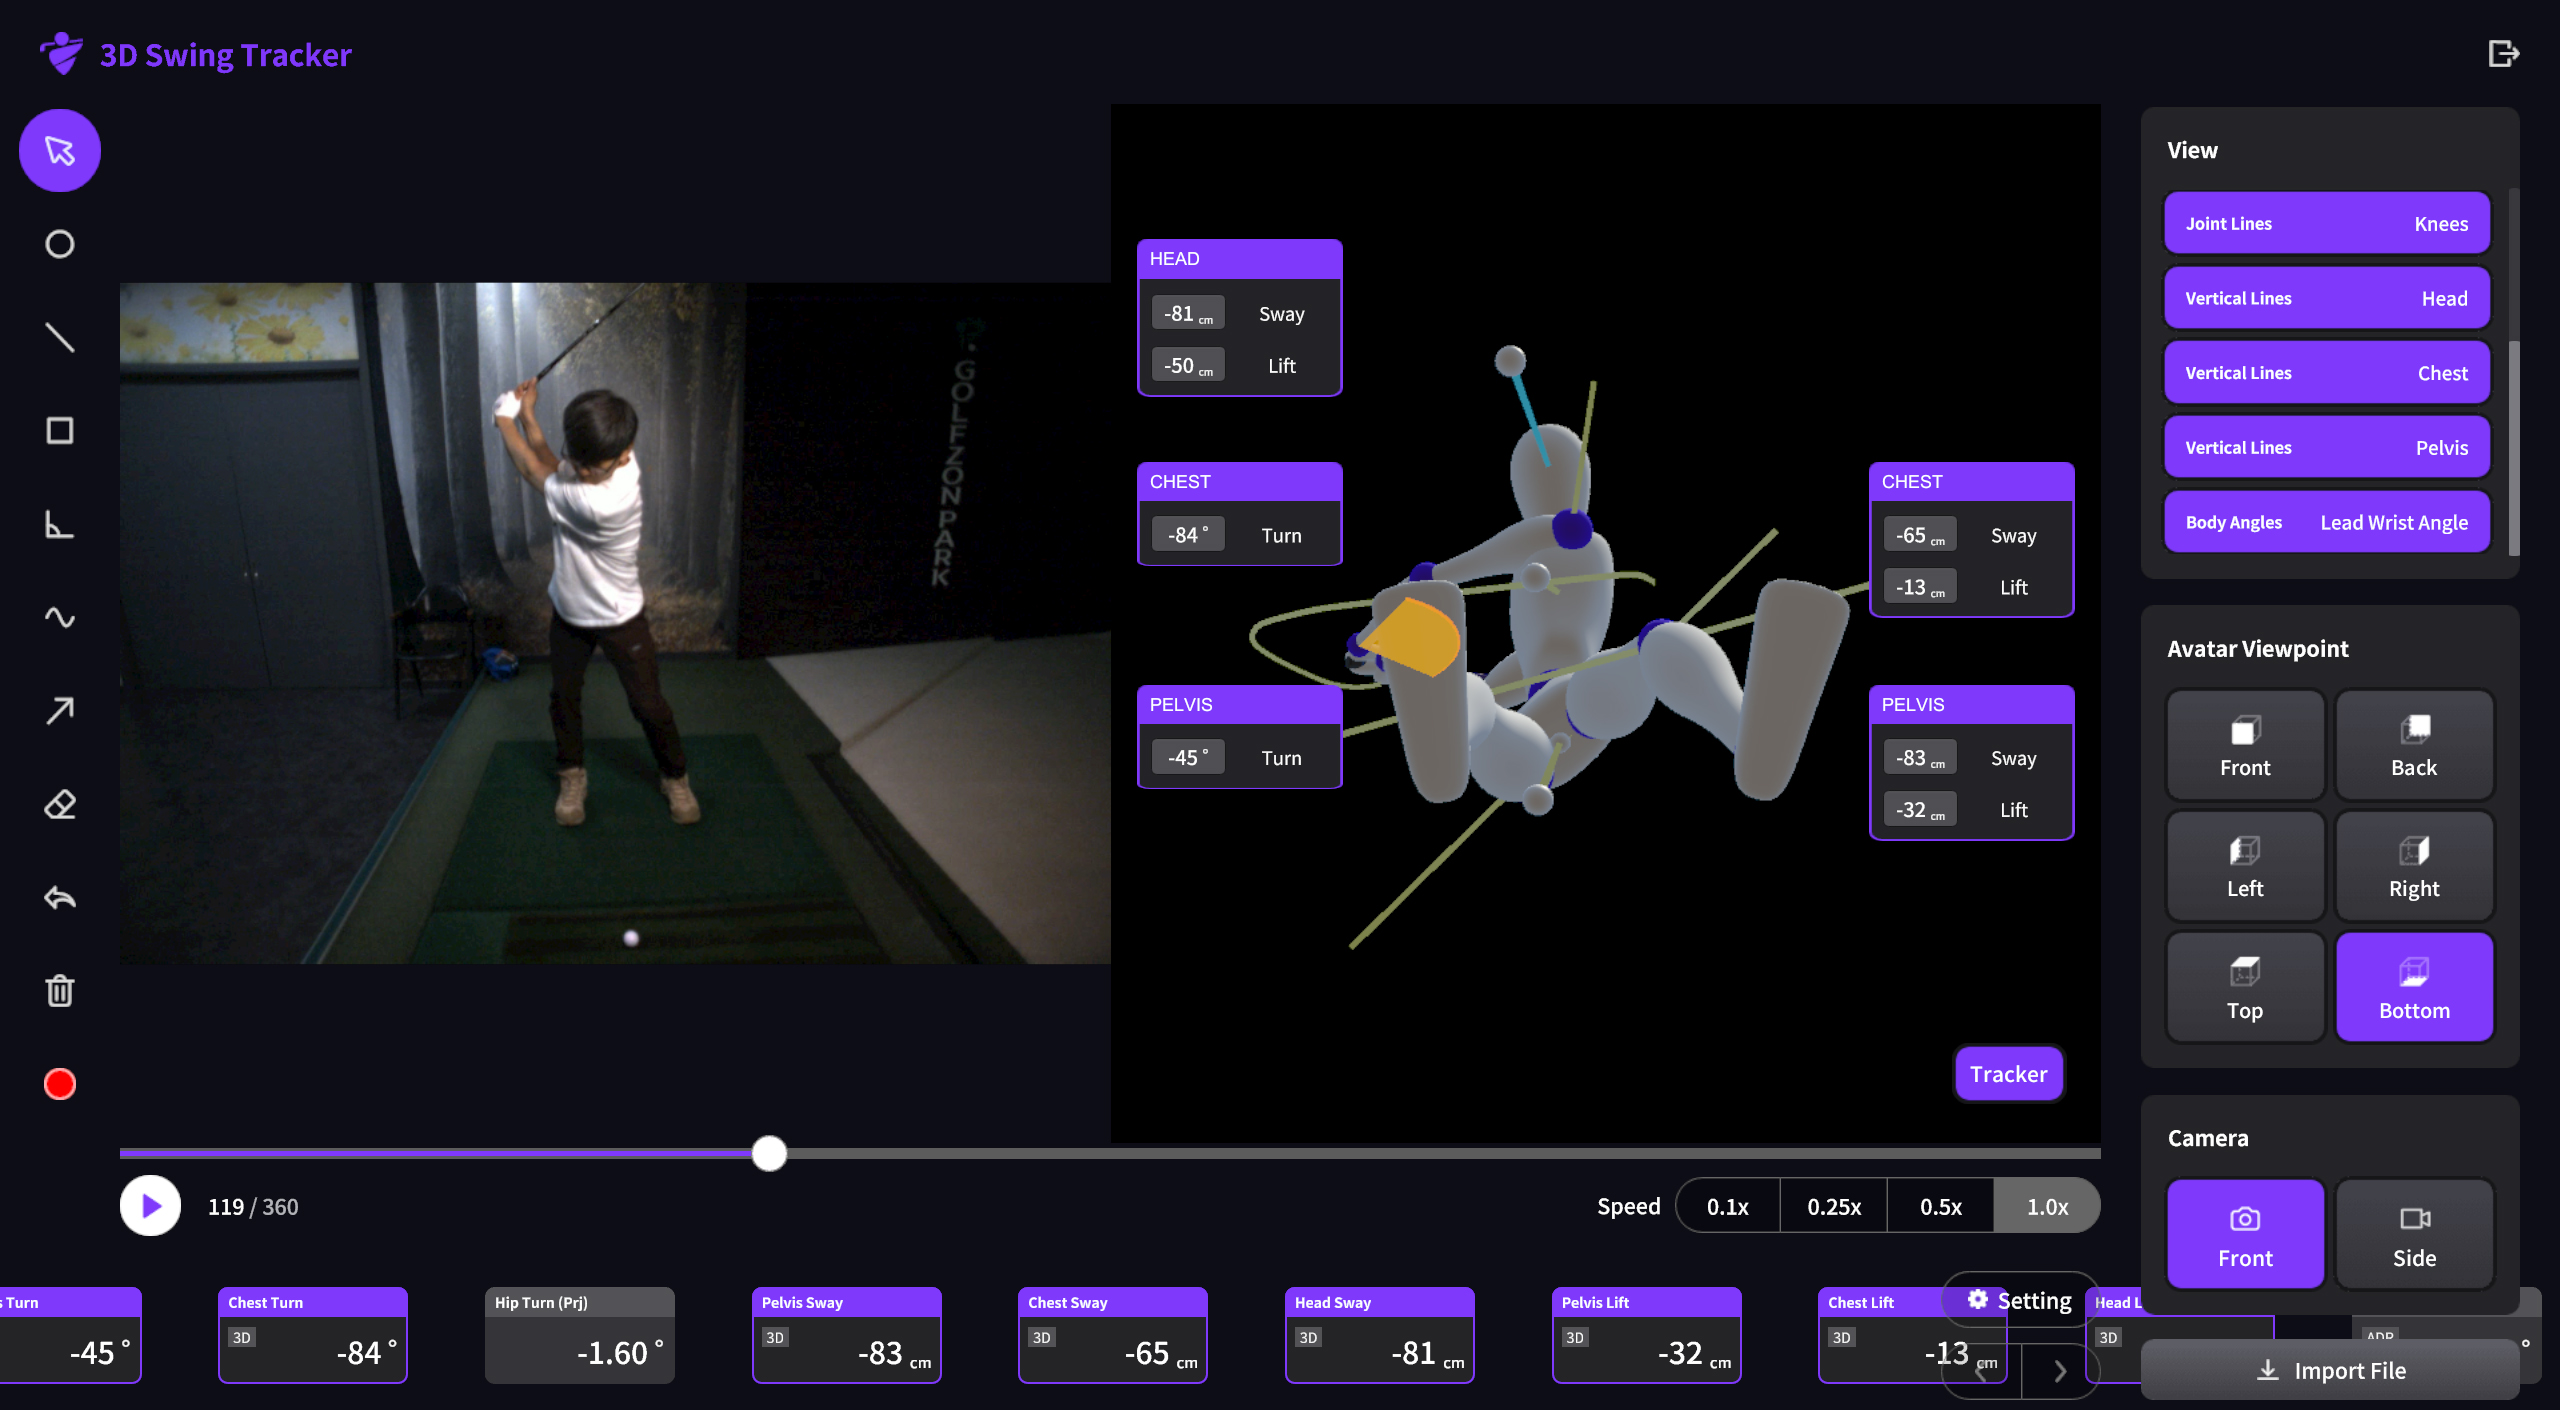 3D Swing Tracker
GOLFZON PARK
HEAD
-81 cm Sway
-50 cm Lift
CHEST
-84 ° Turn
PELVIS
-45 ° Turn
CHEST
-65 cm Sway
-13 cm Lift
PELVIS
-83 cm Sway
-32 cm Lift
Tracker
View
Joint Lines Knees
Vertical Lines Head
Vertical Lines Chest
Vertical Lines Pelvis
Body Angles Lead Wrist Angle
Avatar Viewpoint
Front Back
Left Right
Top Bottom
Camera
Front Side
Import File
119 / 360
Speed 0.1x 0.25x 0.5x 1.0x
Setting
Turn
-45 °
Chest Turn
3D -84 °
Hip Turn (Prj)
-1.60 °
Pelvis Sway
3D -83 cm
Chest Sway
3D -65 cm
Head Sway
3D -81 cm
Pelvis Lift
3D -32 cm
Chest Lift
3D -13 cm
Head L
3D
°